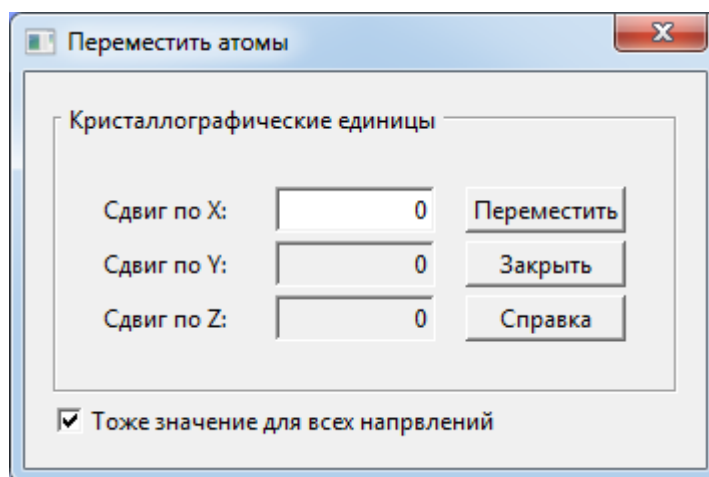 Переместить атомы
Кристаллографические единицы
Сдвиг по X: 0 Переместить
Сдвиг по Y: 0 Закрыть
Сдвиг по Z: 0 Справка
Тоже значение для всех напрвлений